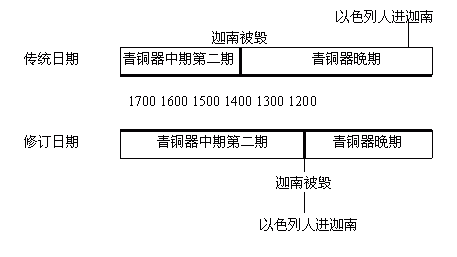 以色列人进迦南
迦南被毁
传统日期 青铜器中期第二期 青铜器晚期
1700 1600 1500 1400 1300 1200
修订日期 青铜器中期第二期 青铜器晚期
迦南被毁
以色列人进迦南